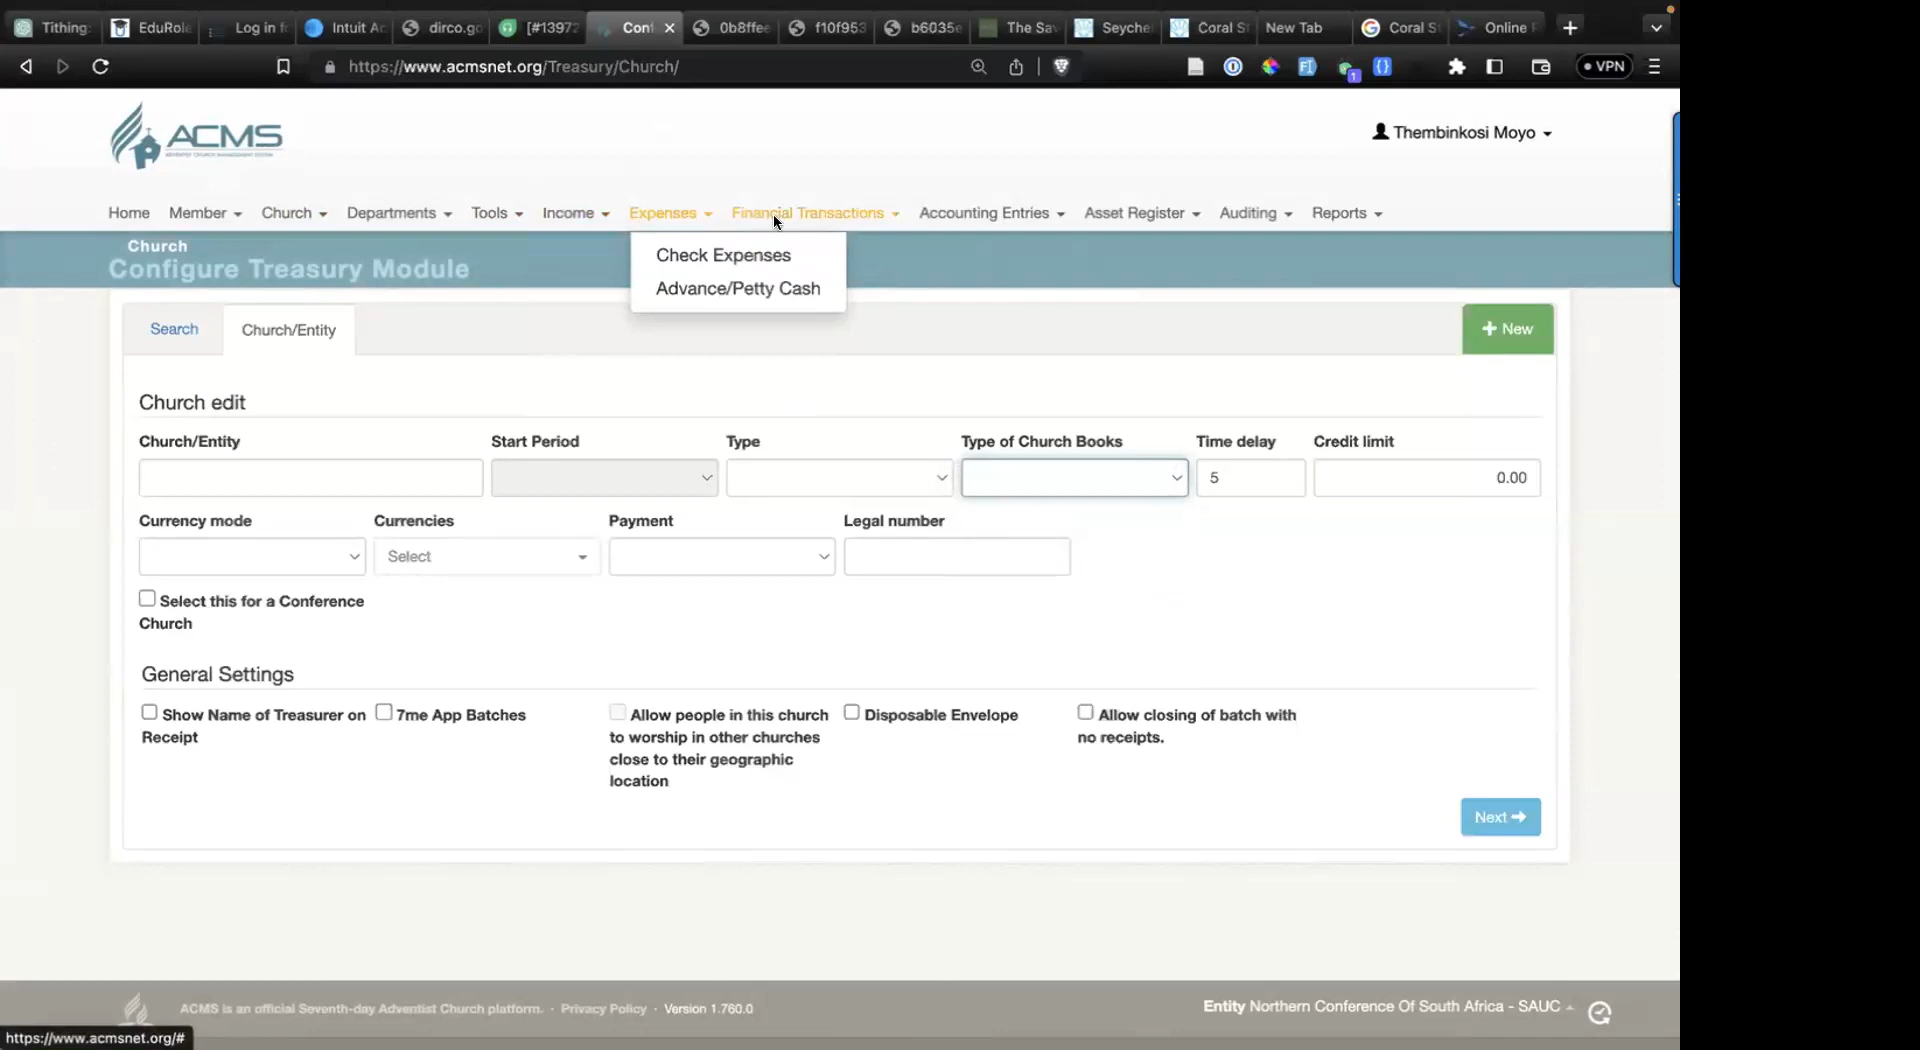 Tithing
EduRole
Log in f
Intuit Ac
dirco.go
[#13972
Conf
0b8ffee
f10f953
b6035e
The Sav
Seychel
Coral S
New Tab
Coral S
Online
https://www.acmsnet.org/Treasury/Church/
1
VPN
ACMS
ADVENTIST CHURCH MANAGEMENT SYSTEM
Thembinkosi Moyo
Home Member Church Departments Tools Income Expenses Financial Transactions Accounting Entries Asset Register Auditing Reports
Church
Configure Treasury Module
Check Expenses
Advance/Petty Cash
Search Church/Entity
+ New
Church edit
Church/Entity Start Period Type Type of Church Books Time delay Credit limit
5 0.00
Currency mode Currencies Payment Legal number
Select
Select this for a Conference
Church
General Settings
Show Name of Treasurer on
Receipt
7me App Batches
Allow people in this church
to worship in other churches
close to their geographic
location
Disposable Envelope
Allow closing of batch with
no receipts.
Next
ACMS is an official Seventh-day Adventist Church platform. · Privacy Policy · Version 1.760.0
Entity Northern Conference Of South Africa - SAUC
https://www.acmsnet.org/#